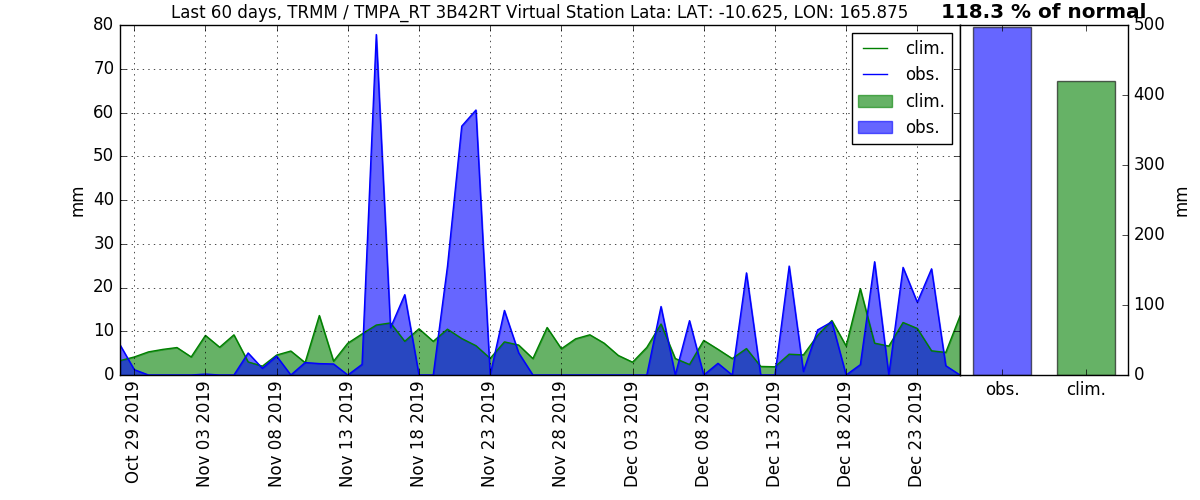 Last 60 days, TRMM / TMPA_RT 3B42RT Virtual Station Lata: LAT: -10.625, LON: 165.875
118.3 % of normal
80
70
60
50
40
30
20
10
0
mm
clim.
obs.
clim.
obs.
Oct 29 2019
Nov 03 2019
Nov 08 2019
Nov 13 2019
Nov 18 2019
Nov 23 2019
Nov 28 2019
Dec 03 2019
Dec 08 2019
Dec 13 2019
Dec 18 2019
Dec 23 2019
500
400
300
200
100
0
mm
obs.
clim.